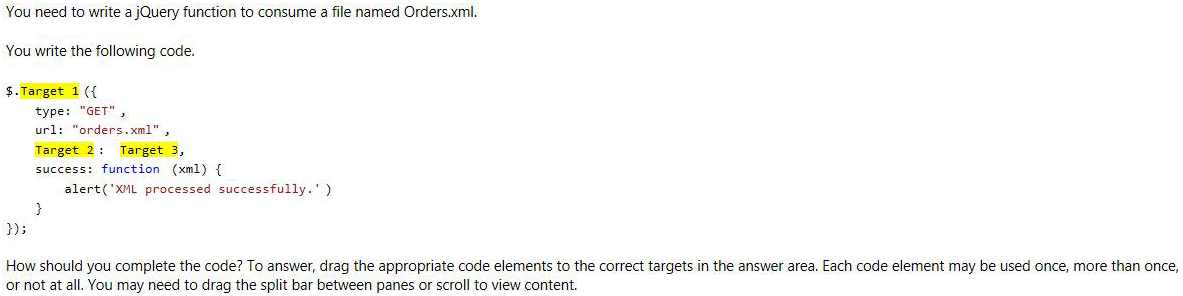 You need to write a jQuery function to consume a file named Orders.xml.
You write the following code.
$.Target 1 ({
type: "GET" ,
url: "orders.xml" ,
Target 2 : Target 3,
success: function (xml) {
alert('XML processed successfully.' )
}
});
How should you complete the code? To answer, drag the appropriate code elements to the correct targets in the answer area. Each code element may be used once, more than once,
or not at all. You may need to drag the split bar between panes or scroll to view content.